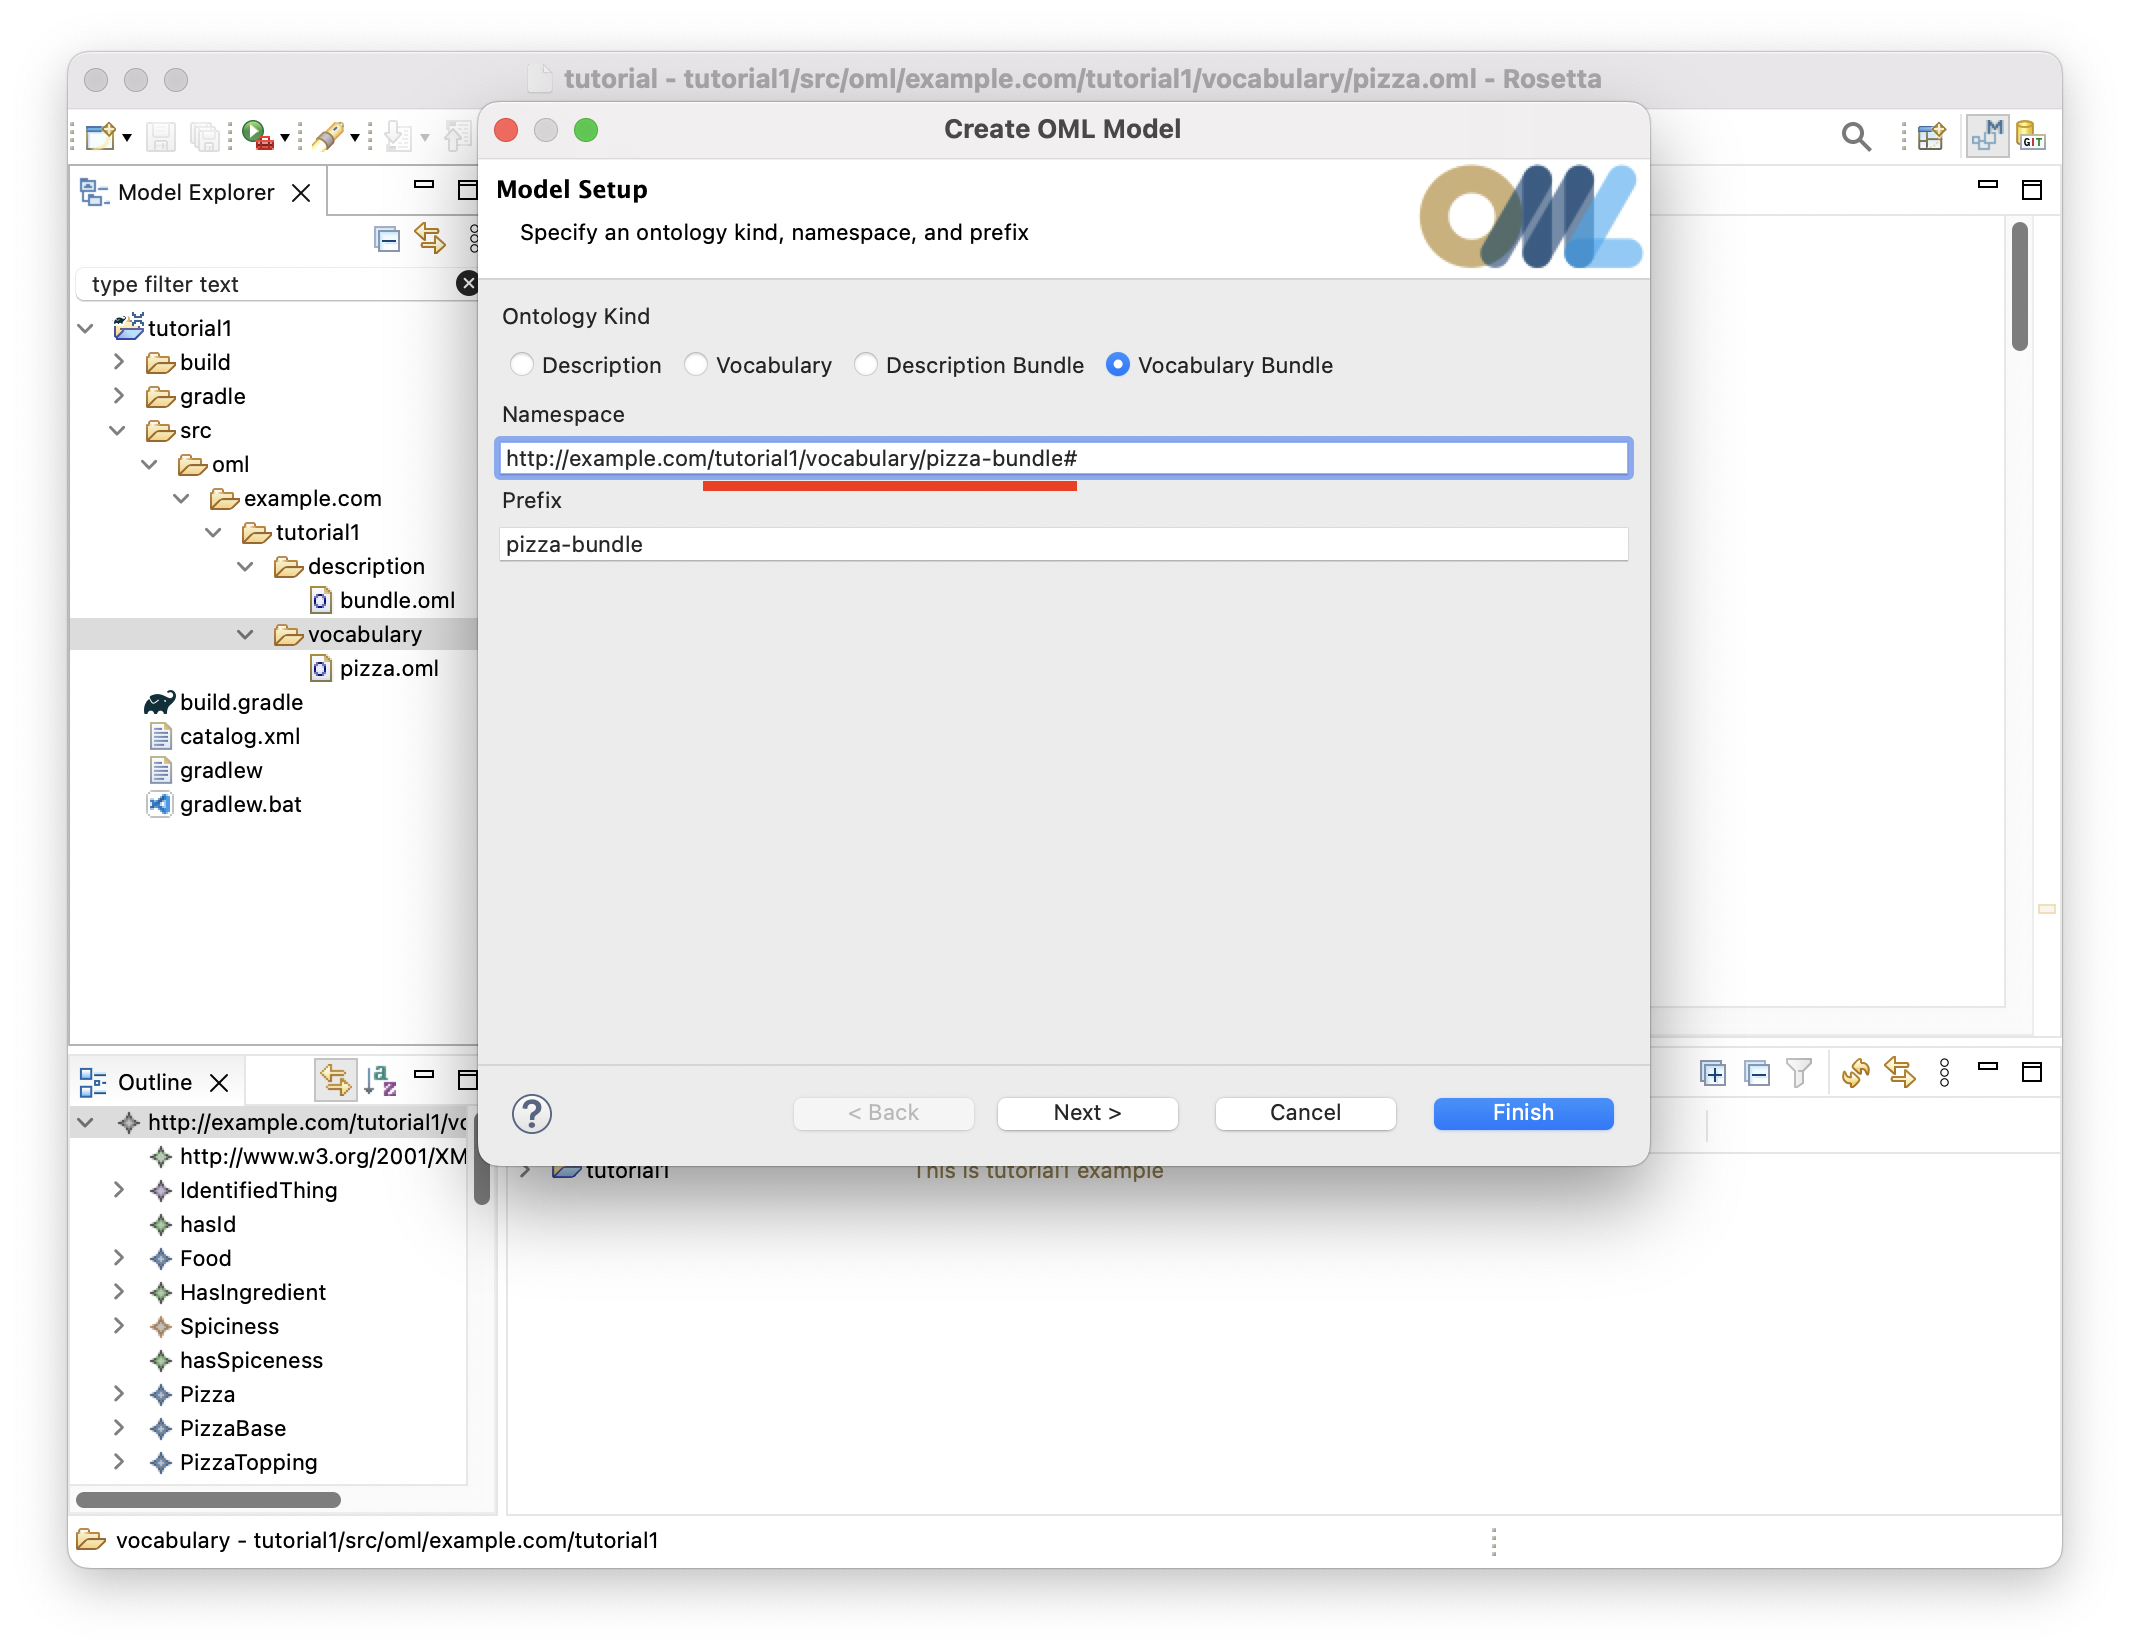 tutorial - tutorial1/src/oml/example.com/tutorial1/vocabulary/pizza.oml - Rosetta
M
GIT
Model Explorer
type filter text
tutorial1
build
gradle
src
oml
example.com
tutorial1
description
bundle.oml
vocabulary
pizza.oml
build.gradle
catalog.xml
gradlew
gradlew.bat
Create OML Model
Model Setup
Specify an ontology kind, namespace, and prefix
OML
Ontology Kind
Description
Vocabulary
Description Bundle
Vocabulary Bundle
Namespace
http://example.com/tutorial1/vocabulary/pizza-bundle#
Prefix
pizza-bundle
?
< Back
Next >
Cancel
Finish
Outline
a
z
http://example.com/tutorial1/vo
http://www.w3.org/2001/XM
IdentifiedThing
hasId
Food
HasIngredient
Spiciness
hasSpiceness
Pizza
PizzaBase
PizzaTopping
tutorial1
This is tutorial1 example
vocabulary - tutorial1/src/oml/example.com/tutorial1